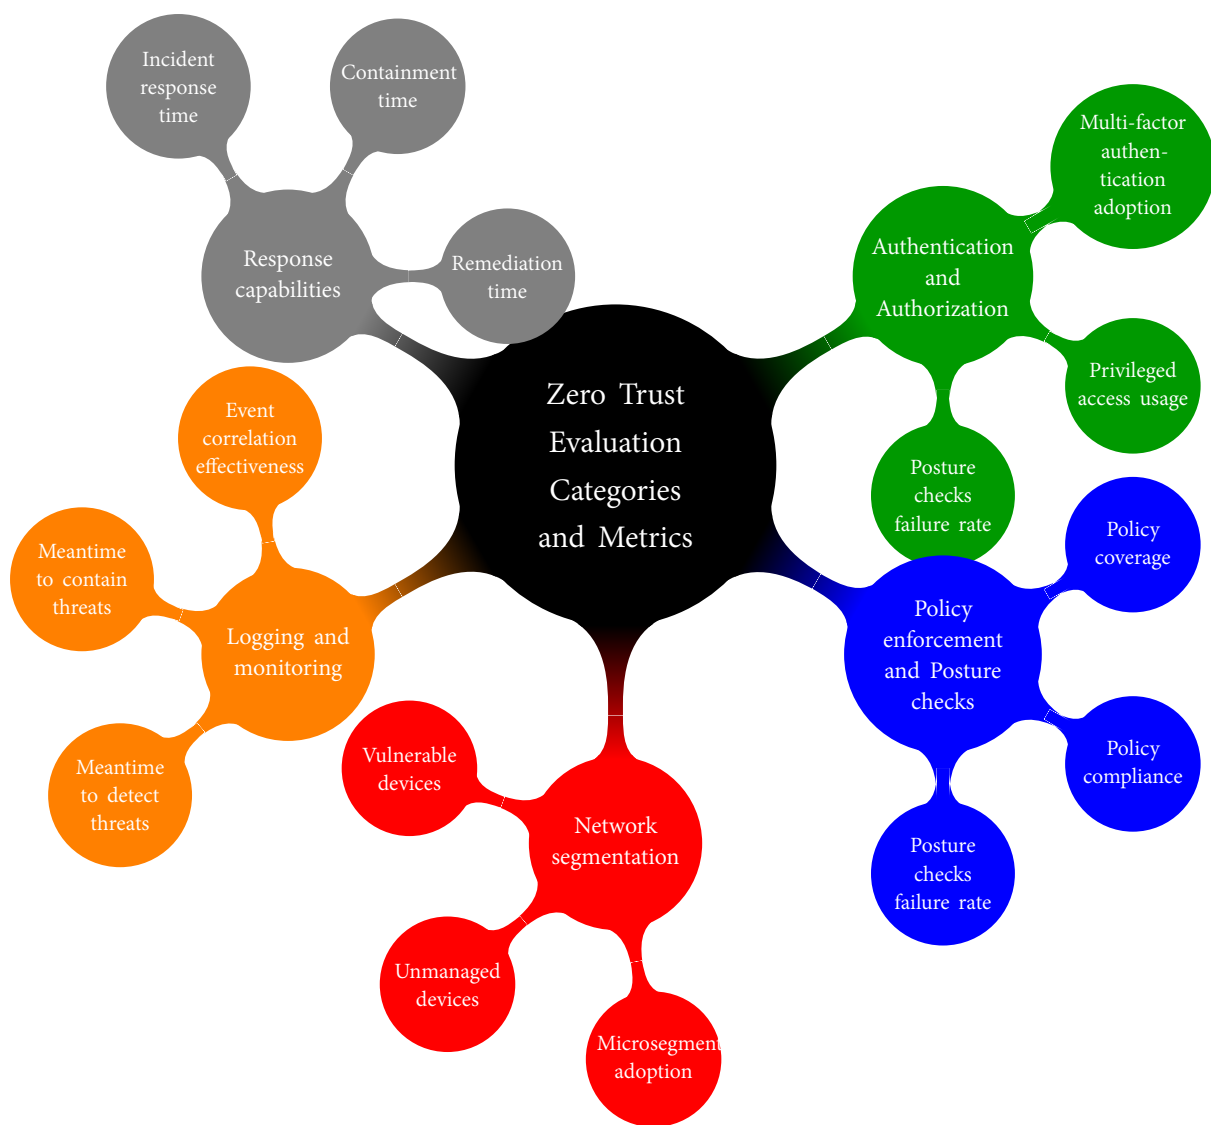 Zero Trust
Evaluation
Categories
and Metrics
Authentication
and
Authorization
Multi-factor
authen-
tication
adoption
Privileged
access usage
Posture
checks
failure rate
Policy
enforcement
and Posture
checks
Policy
coverage
Policy
compliance
Posture
checks
failure rate
Network
segmentation
Vulnerable
devices
Unmanaged
devices
Microsegment
adoption
Logging and
monitoring
Event
correlation
effectiveness
Meantime
to contain
threats
Meantime
to detect
threats
Response
capabilities
Incident
response
time
Containment
time
Remediation
time